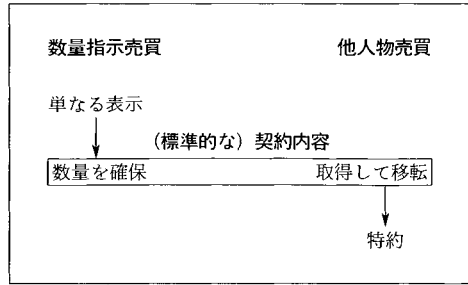 数量指示売買 他人物売買
単なる表示
(標準的な) 契約内容
数量を確保 取得して移転
特約